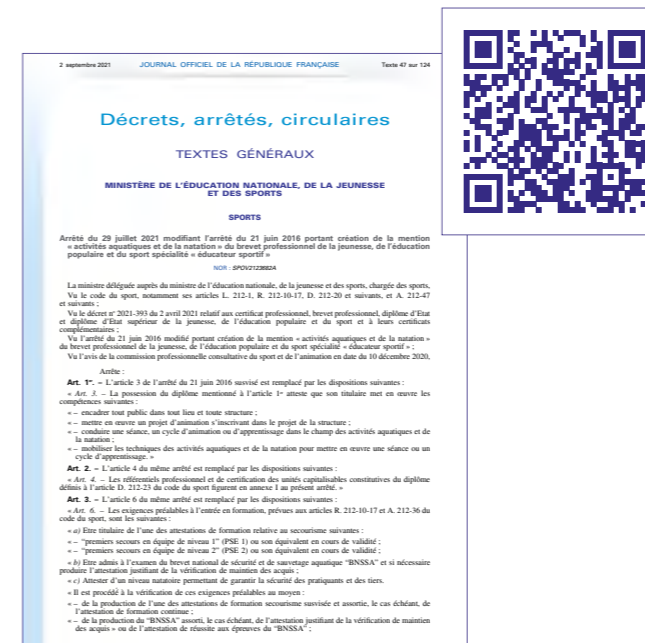 2 septembre 2021 JOURNAL OFFICIEL DE LA RÉPUBLIQUE FRANÇAISE Texte 47 sur 124
Décrets, arrêtés, circulaires
TEXTES GÉNÉRAUX
MINISTÈRE DE L'ÉDUCATION NATIONALE, DE LA JEUNESSE
ET DES SPORTS
SPORTS
Arrêté du 29 juillet 2021 modifiant l'arrêté du 21 juin 2016 portant création de la mention
« activités aquatiques et de la natation » du brevet professionnel de la jeunesse, de l'éducation
populaire et du sport spécialité « éducateur sportif »
NOR : SPOV2123682A
La ministre déléguée auprès du ministre de l'éducation nationale, de la jeunesse et des sports, chargée des sports,
Vu le code du sport, notamment ses articles L. 212-1, R. 212-10-17, D. 212-20 et suivants, et A. 212-47
et suivants ;
Vu le décret nº 2021-393 du 2 avril 2021 relatif aux certificat professionnel, brevet professionnel, diplôme d'Etat
et diplôme d'Etat supérieur de la jeunesse, de l'éducation populaire et du sport et à leurs certificats
complémentaires ;
Vu l'arrêté du 21 juin 2016 modifié portant création de la mention « activités aquatiques et de la natation »
du brevet professionnel de la jeunesse, de l'éducation populaire et du sport spécialité « éducateur sportif » ;
Vu l'avis de la commission professionnelle consultative du sport et de l'animation en date du 10 décembre 2020,
Arrête :
Art. 1er. – L'article 3 de l'arrêté du 21 juin 2016 susvisé est remplacé par les dispositions suivantes :
« Art. 3. – La possession du diplôme mentionné à l'article 1er atteste que son titulaire met en œuvre les
compétences suivantes :
« – encadrer tout public dans tout lieu et toute structure ;
« – mettre en œuvre un projet d'animation s'inscrivant dans le projet de la structure ;
« – conduire une séance, un cycle d'animation ou d'apprentissage dans le champ des activités aquatiques et de
la natation ;
« – mobiliser les techniques des activités aquatiques et de la natation pour mettre en œuvre une séance ou un
cycle d'apprentissage. »
Art. 2. – L'article 4 du même arrêté est remplacé par les dispositions suivantes :
« Art. 4. – Les référentiels professionnel et de certification des unités capitalisables constitutives du diplôme
définis à l'article D. 212-23 du code du sport figurent en annexe I au présent arrêté. »
Art. 3. – L'article 6 du même arrêté est remplacé par les dispositions suivantes :
« Art. 6. – Les exigences préalables à l'entrée en formation, prévues aux articles R. 212-10-17 et A. 212-36 du
code du sport, sont les suivantes :
« a) Etre titulaire de l'une des attestations de formation relative au secourisme suivantes :
« – "premiers secours en équipe de niveau 1" (PSE 1) ou son équivalent en cours de validité ;
« – "premiers secours en équipe de niveau 2" (PSE 2) ou son équivalent en cours de validité ;
« b) Etre admis à l'examen du brevet national de sécurité et de sauvetage aquatique "BNSSA" et si nécessaire
produire l'attestation justifiant de la vérification de maintien des acquis ;
« c) Attester d'un niveau natatoire permettant de garantir la sécurité des pratiquants et des tiers.
« Il est procédé à la vérification de ces exigences préalables au moyen :
« – de la production de l'une des attestations de formation secourisme susvisée et assortie, le cas échéant, de
l'attestation de formation continue ;
« – de la production du "BNSSA" assorti, le cas échéant, de l'attestation justifiant de la vérification de maintien
des acquis » ou de l'attestation de réussite aux épreuves du "BNSSA" ;